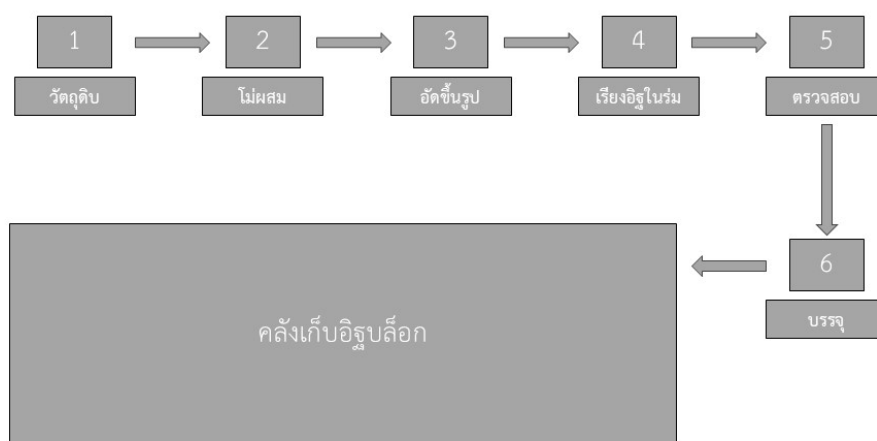 1
2
3
4
5
วัตถุดิบ
โม่ผสม
อัดขึ้นรูป
เรียงอิฐในร่ม
ตรวจสอบ
6
บรรจุ
คลังเก็บอิฐบล็อก